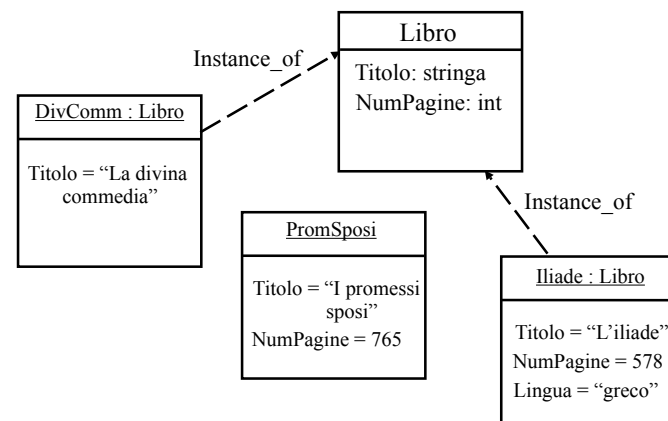 Libro
Instance_of
Titolo: stringa
NumPagine: int
DivComm : Libro
Titolo = “La divina
commedia”
Instance_of
PromSposi
Titolo = “I promessi
sposi”
NumPagine = 765
Iliade : Libro
Titolo = “L’iliade”
NumPagine = 578
Lingua = “greco”